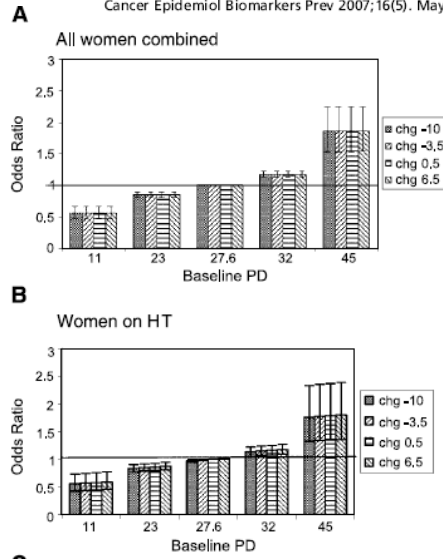 Cancer Epidemiol Biomarkers Prev 2007;16(5). May
A
All women combined
3
2.5
2
1.5
1
0.5
0
Odds Ratio
11 23 27.6 32 45
Baseline PD
chg -10
chg -3.5
chg 0.5
chg 6.5
B
Women on HT
3
2.5
2
1.5
1
0.5
0
Odds Ratio
11 23 27.6 32 45
Baseline PD
chg -10
chg -3.5
chg 0.5
chg 6.5